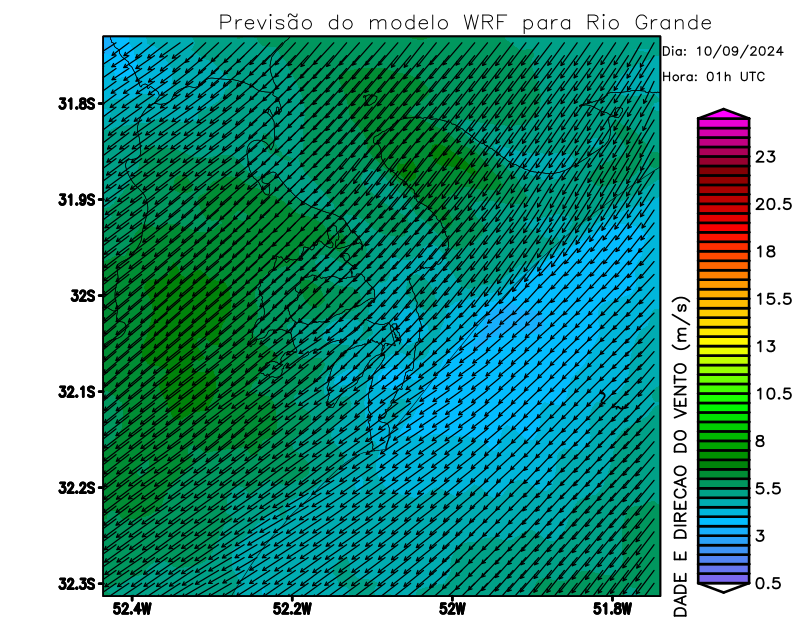 Previsão do modelo WRF para Rio Grande
Dia: 10/09/2024
Hora: 01h UTC
31.8S
31.9S
32S
32.1S
32.2S
32.3S
52.4W
52.2W
52W
51.8W
23
20.5
18
15.5
13
10.5
8
5.5
3
0.5
DADE E DIRECAO DO VENTO (m/s)